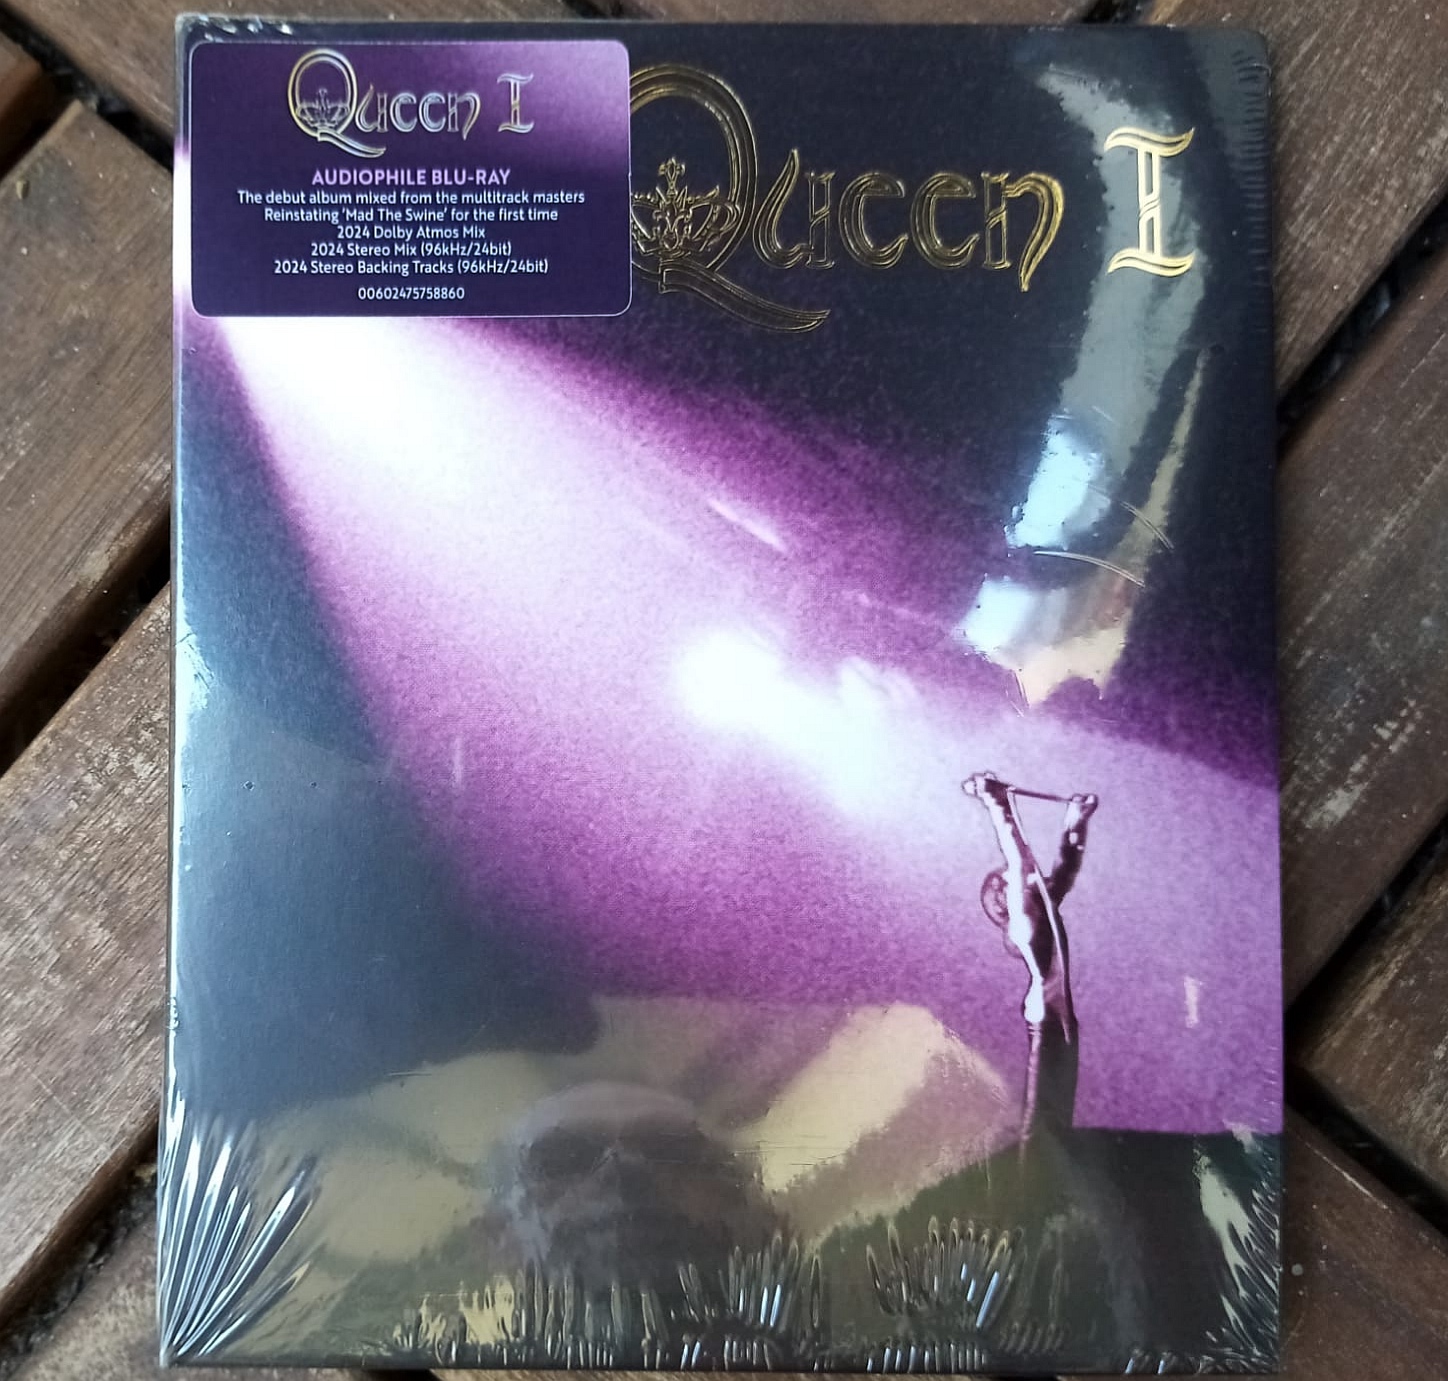 Queen I
AUDIOPHILE BLU-RAY
The debut album mixed from the multitrack masters
Reinstating 'Mad The Swine' for the first time
2024 Dolby Atmos Mix
2024 Stereo Mix (96kHz/24bit)
2024 Stereo Backing Tracks (96kHz/24bit)
00602475758860
Queen I